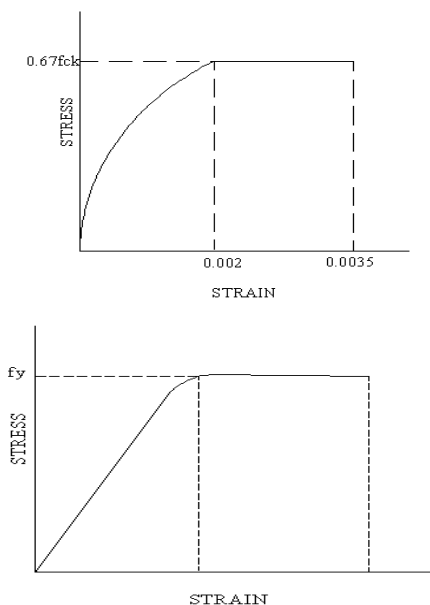 0.67fck
STRESS
0.002
0.0035
STRAIN
fy
STRESS
STRAIN